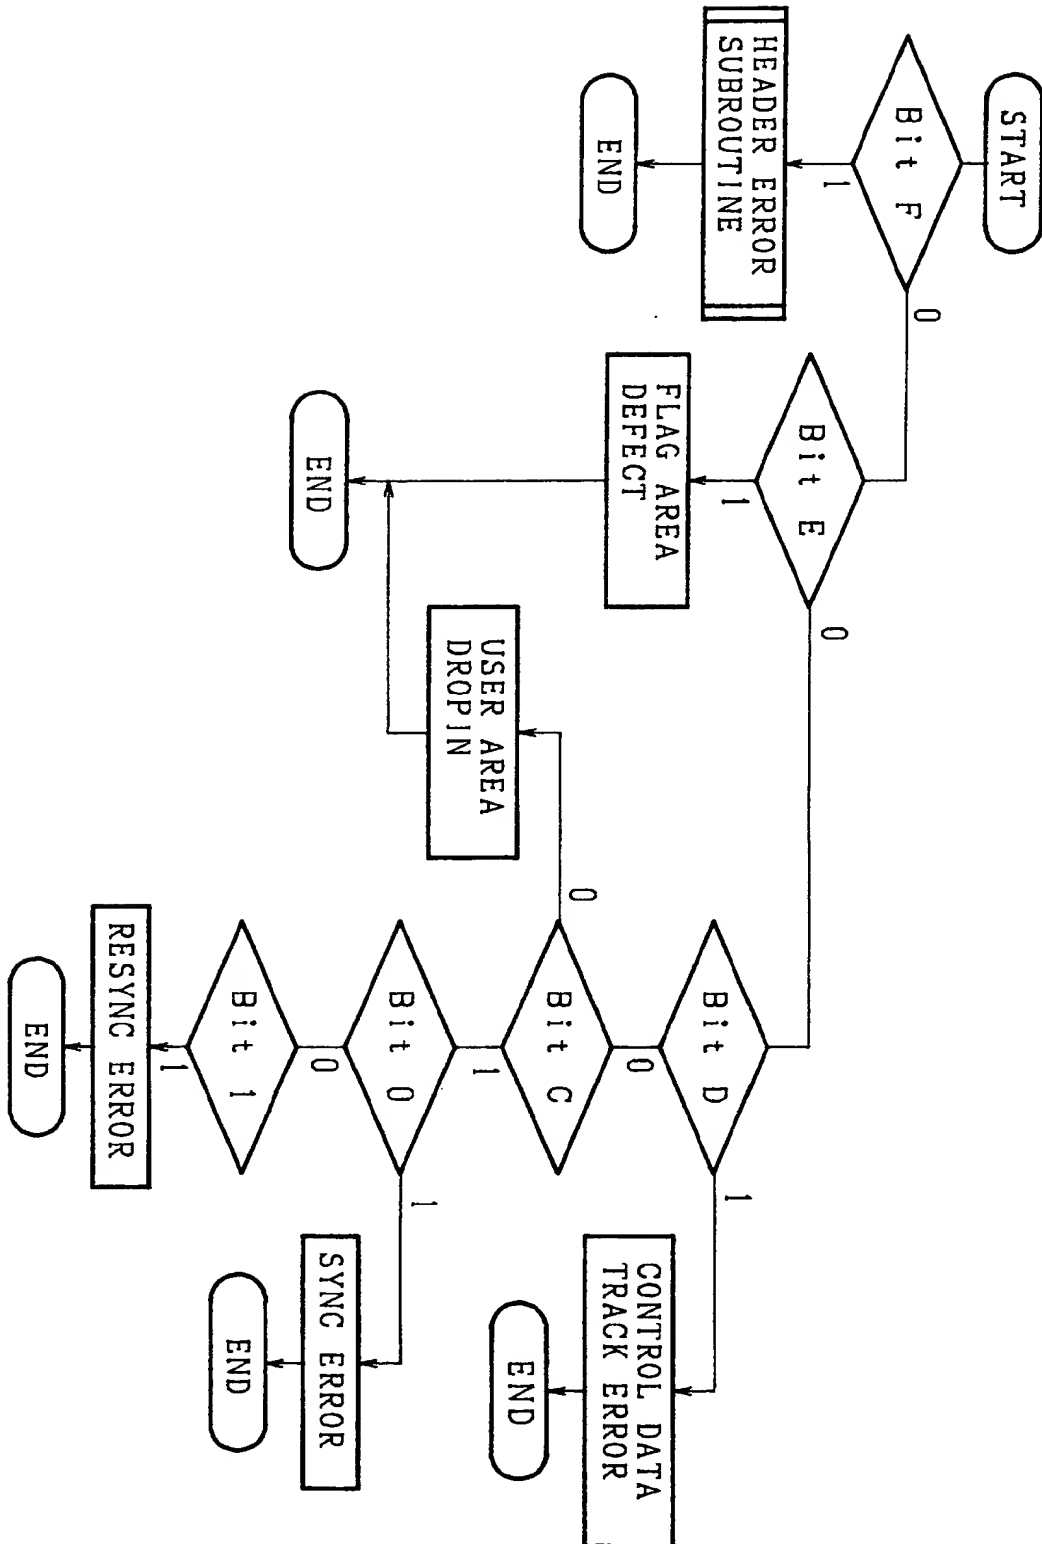 START
Bit F
1
0
HEADER ERROR
SUBROUTINE
END
Bit E
1
0
FLAG AREA
DEFECT
END
Bit D
1
0
CONTROL DATA
TRACK ERROR
END
Bit C
0
1
USER AREA
DROPIN
Bit 0
1
0
SYNC ERROR
END
Bit 1
1
RESYNC ERROR
END